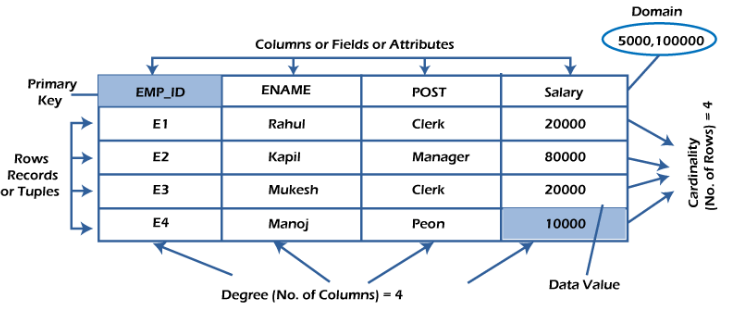 Domain
5000,100000
Columns or Fields or Attributes
Primary
Key
EMP_ID ENAME POST Salary
E1 Rahul Clerk 20000
E2 Kapil Manager 80000
E3 Mukesh Clerk 20000
E4 Manoj Peon 10000
Rows
Records
or Tuples
Cardinality
(No. of Rows) = 4
Degree (No. of Columns) = 4
Data Value